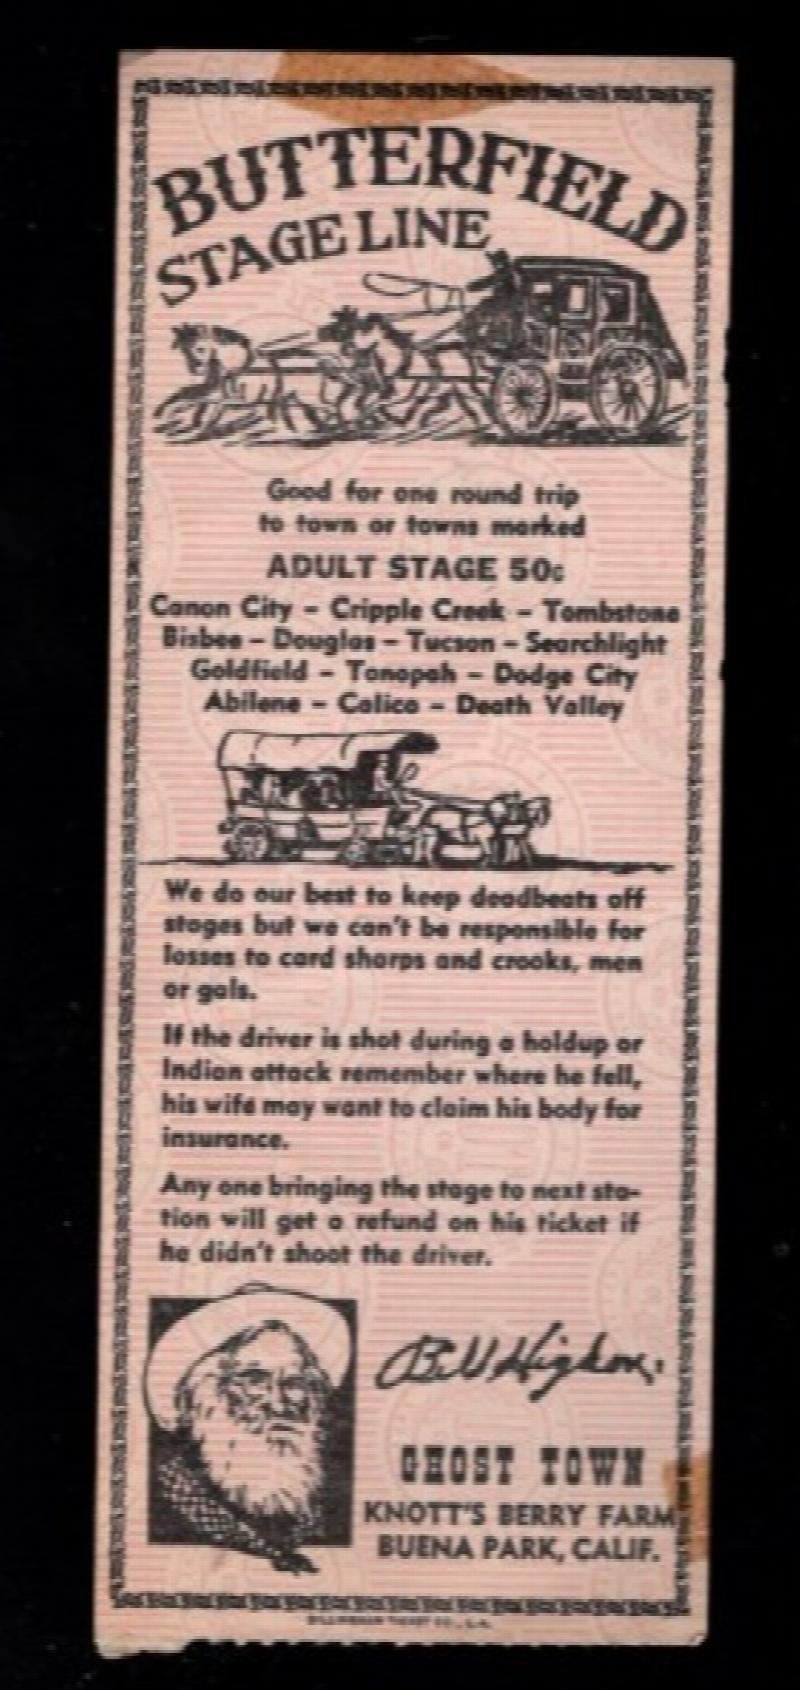 BUTTERFIELD
STAGE LINE
Good for one round trip
to town or towns marked
ADULT STAGE 50c
Canon City – Cripple Creek – Tombstone
Bisbee – Douglas – Tucson – Searchlight
Goldfield – Tonopah – Dodge City
Abilene – Calico – Death Valley
We do our best to keep deadbeats off
stages but we can't be responsible for
losses to card sharps and crooks, men
or gals.
If the driver is shot during a holdup or
Indian attack remember where he fell,
his wife may want to claim his body for
insurance.
Any one bringing the stage to next sta-
tion will get a refund on his ticket if
he didn't shoot the driver.
Bill Higdon
GHOST TOWN
KNOTT'S BERRY FARM
BUENA PARK, CALIF.
TICKET CO., L.A.